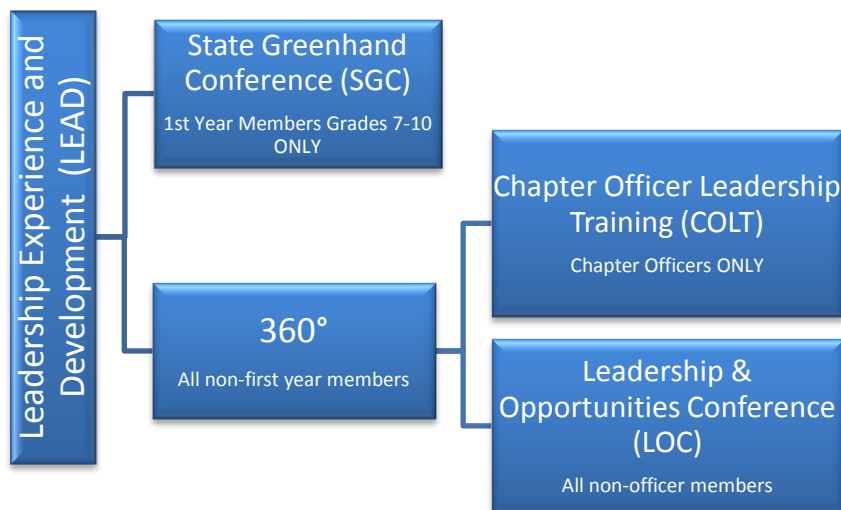 Leadership Experience and
Development (LEAD)
State Greenhand
Conference (SGC)
1st Year Members Grades 7-10
ONLY
360°
All non-first year members
Chapter Officer Leadership
Training (COLT)
Chapter Officers ONLY
Leadership &
Opportunities Conference
(LOC)
All non-officer members